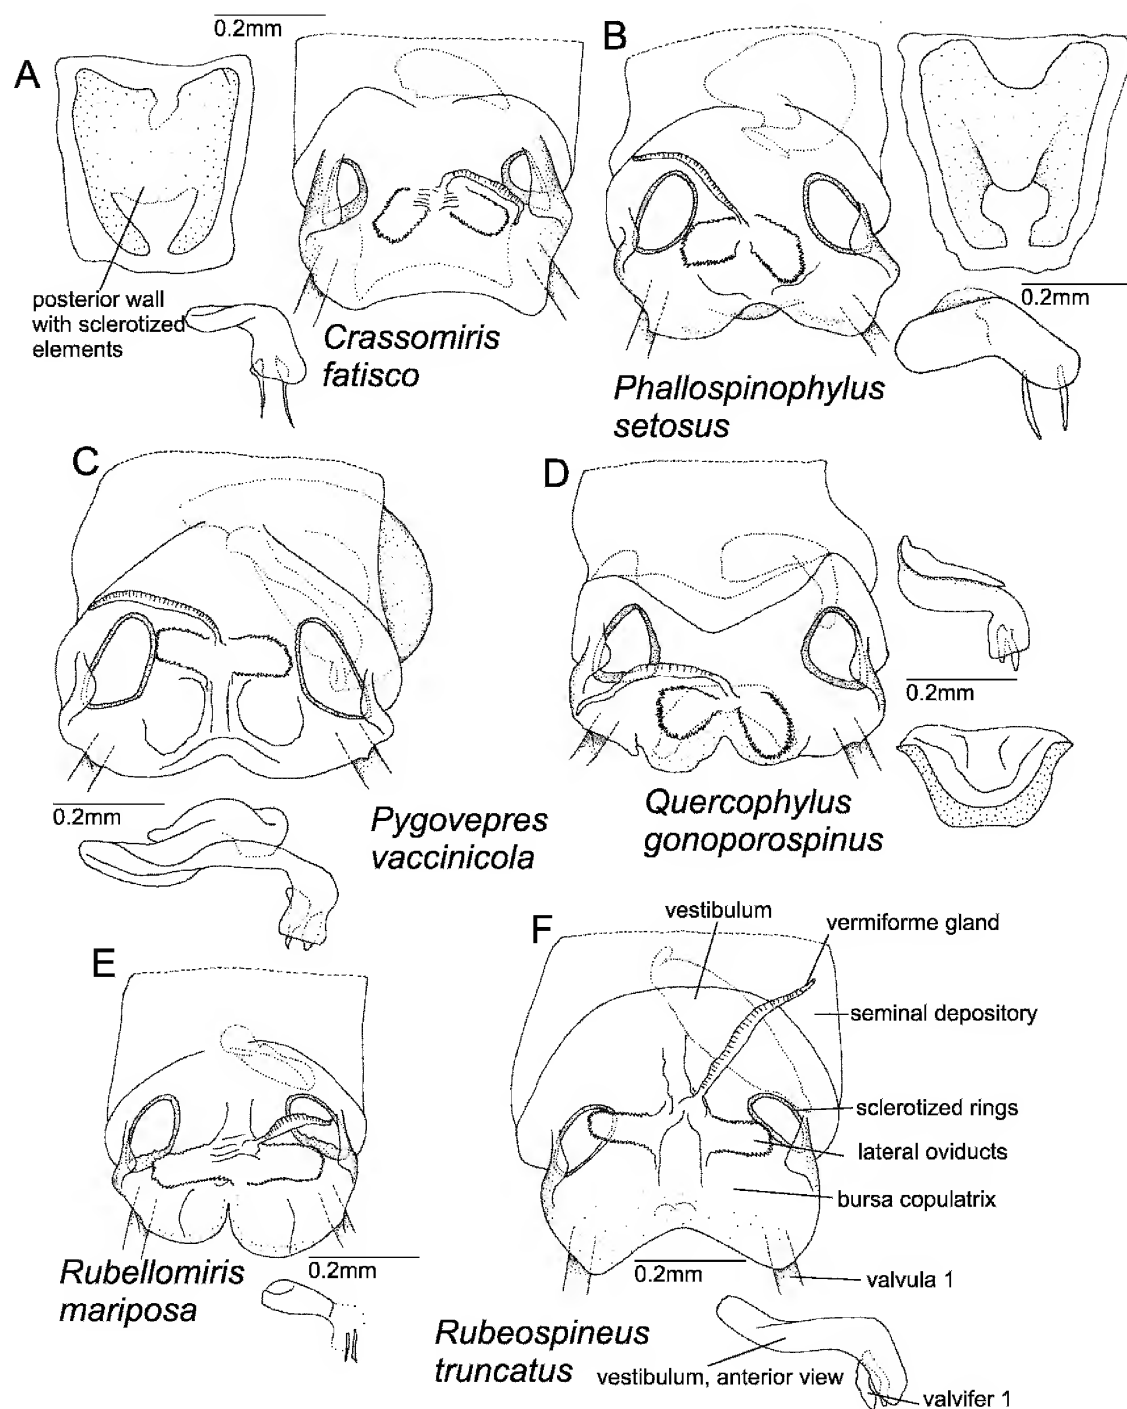 0.2mm
A
B
posterior wall
with sclerotized
elements
Crassomiris
fatisco
0.2mm
Phallospinophylus
setosus
C
D
0.2mm
0.2mm
Pygovepres
vaccinicola
Quercophylus
gonoporospinus
E
F
vestibulum
vermiforme gland
seminal depository
sclerotized rings
lateral oviducts
bursa copulatrix
0.2mm
0.2mm
valvula 1
Rubellomiris
mariposa
Rubeospineus
truncatus
vestibulum, anterior view
valvifer 1